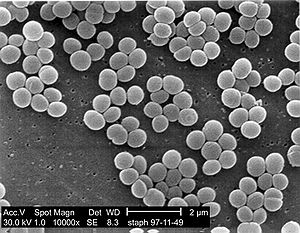 Acc.V Spot Magn Det WD 2 µm
30.0 kV 1.0 10000x SE 8.3 staph 97-11-49